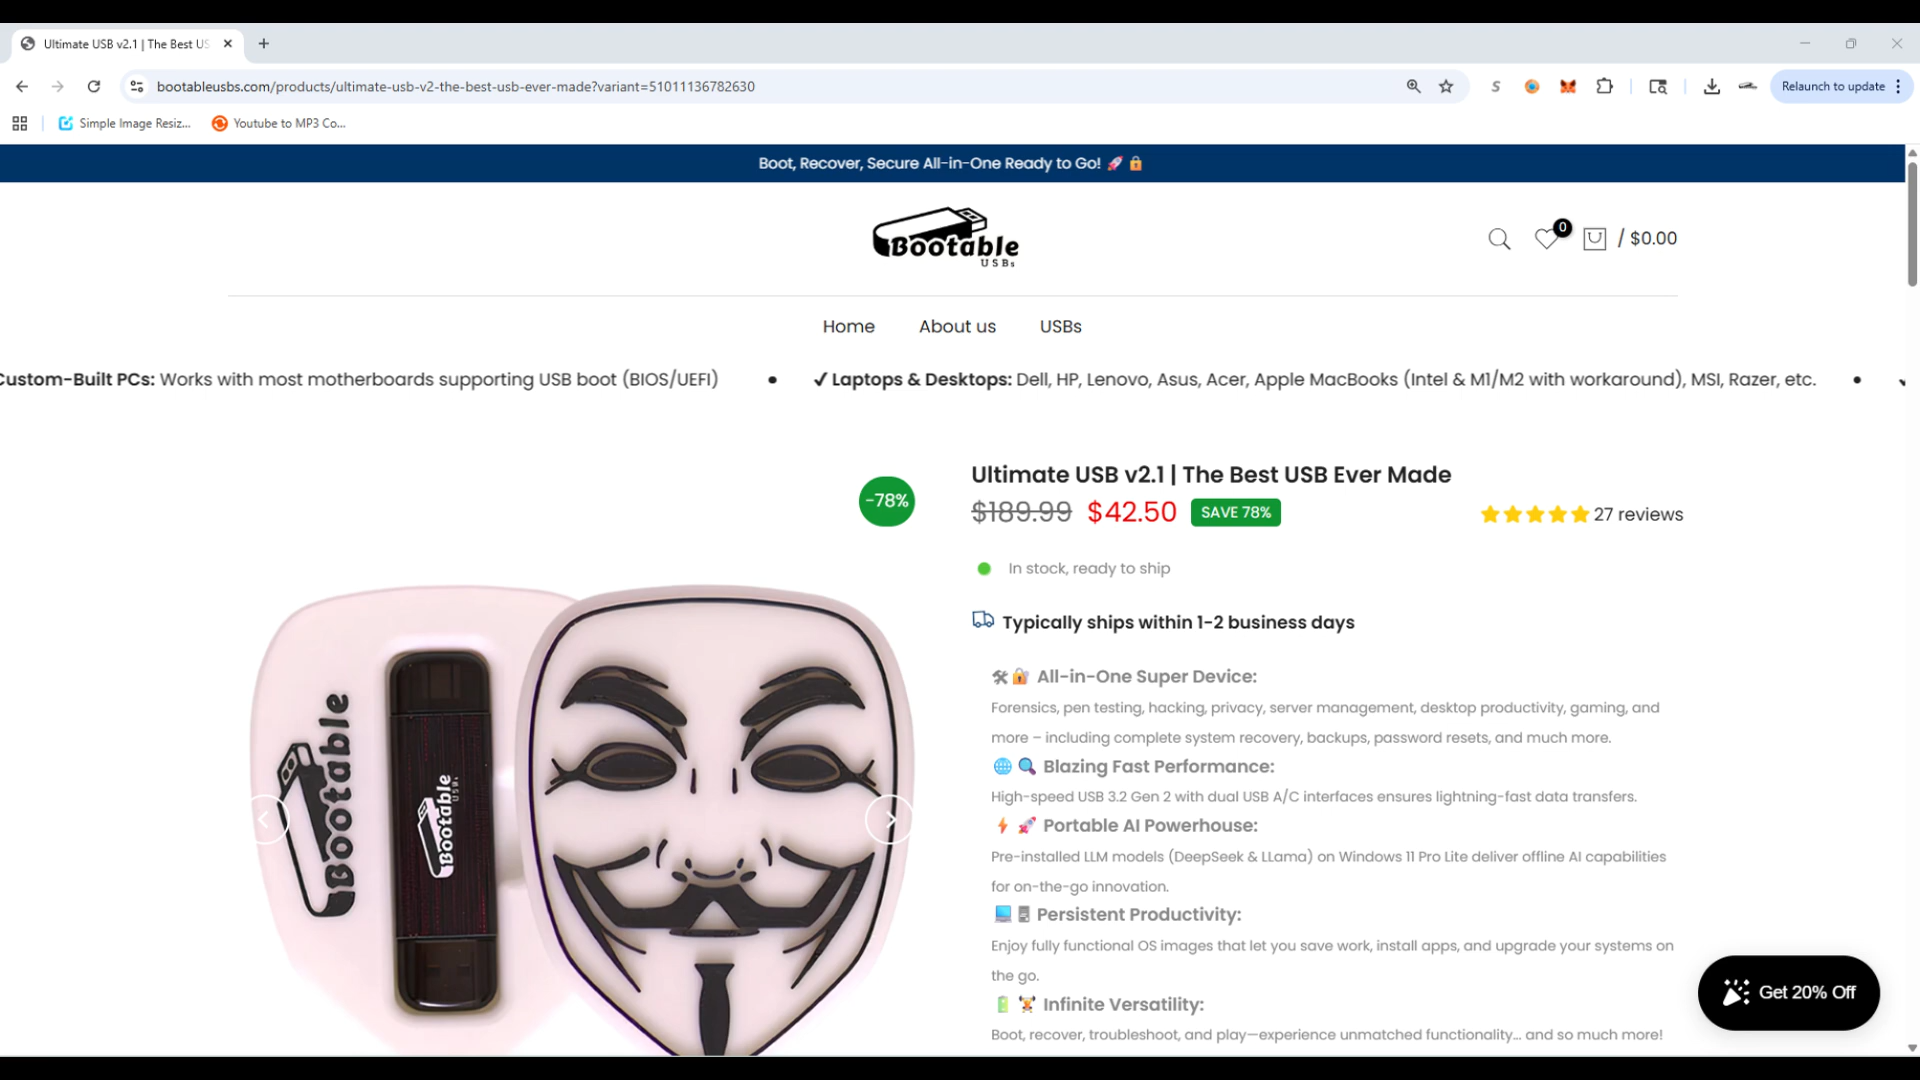 Ultimate USB v2.1 | The Best US
bootableusbs.com/products/ultimate-usb-v2-the-best-usb-ever-made?variant=51011136782630
Relaunch to update
Simple Image Resiz...
Youtube to MP3 Co...
Boot, Recover, Secure All-in-One Ready to Go! 🚀 🔒
Bootable
USBs
0
/ $0.00
Home
About us
USBs
Custom-Built PCs: Works with most motherboards supporting USB boot (BIOS/UEFI) • ✓ Laptops & Desktops: Dell, HP, Lenovo, Asus, Acer, Apple MacBooks (Intel & M1/M2 with workaround), MSI, Razer, etc. •
-78%
Ultimate USB v2.1 | The Best USB Ever Made
$189.99 $42.50 SAVE 78%
27 reviews
In stock, ready to ship
Typically ships within 1-2 business days
🛠🔐 All-in-One Super Device:
Forensics, pen testing, hacking, privacy, server management, desktop productivity, gaming, and
more – including complete system recovery, backups, password resets, and much more.
🌐 🔍 Blazing Fast Performance:
High-speed USB 3.2 Gen 2 with dual USB A/C interfaces ensures lightning-fast data transfers.
⚡ 🚀 Portable AI Powerhouse:
Pre-installed LLM models (DeepSeek & LLama) on Windows 11 Pro Lite deliver offline AI capabilities
for on-the-go innovation.
💻 🖥 Persistent Productivity:
Enjoy fully functional OS images that let you save work, install apps, and upgrade your systems on
the go.
🔋 🏋 Infinite Versatility:
Boot, recover, troubleshoot, and play—experience unmatched functionality... and so much more!
Bootable
Bootable
USBs
Get 20% Off